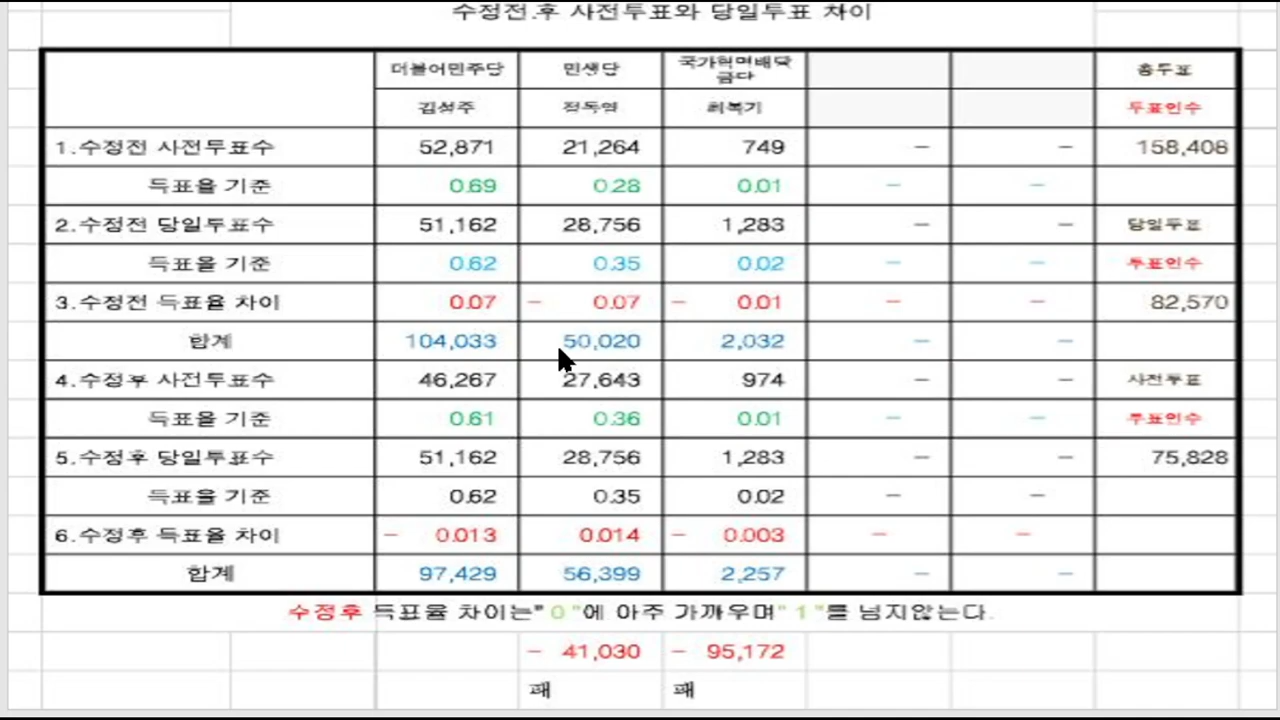 수정전.후 사전투표와 당일투표 차이
더불어민주당 민생당 국가혁명배당금당 총투표
김성주 정동영 최복기 투표인수
1.수정전 사전투표수 52,871 21,264 749 - - 158,408
득표율 기준 0.69 0.28 0.01 - -
2.수정전 당일투표수 51,162 28,756 1,283 - - 당일투표
득표율 기준 0.62 0.35 0.02 - - 투표인수
3.수정전 득표율 차이 0.07 - 0.07 - 0.01 - - 82,570
합계 104,033 50,020 2,032 - -
4.수정후 사전투표수 46,267 27,643 974 - - 사전투표
득표율 기준 0.61 0.36 0.01 - - 투표인수
5.수정후 당일투표수 51,162 28,756 1,283 - - 75,828
득표율 기준 0.62 0.35 0.02 - -
6.수정후 득표율 차이 - 0.013 0.014 - 0.003 - -
합계 97,429 56,399 2,257 - -
수정후 득표율 차이는"0"에 아주 가까우며"1"를 넘지않는다.
- 41,030 - 95,172
패 패